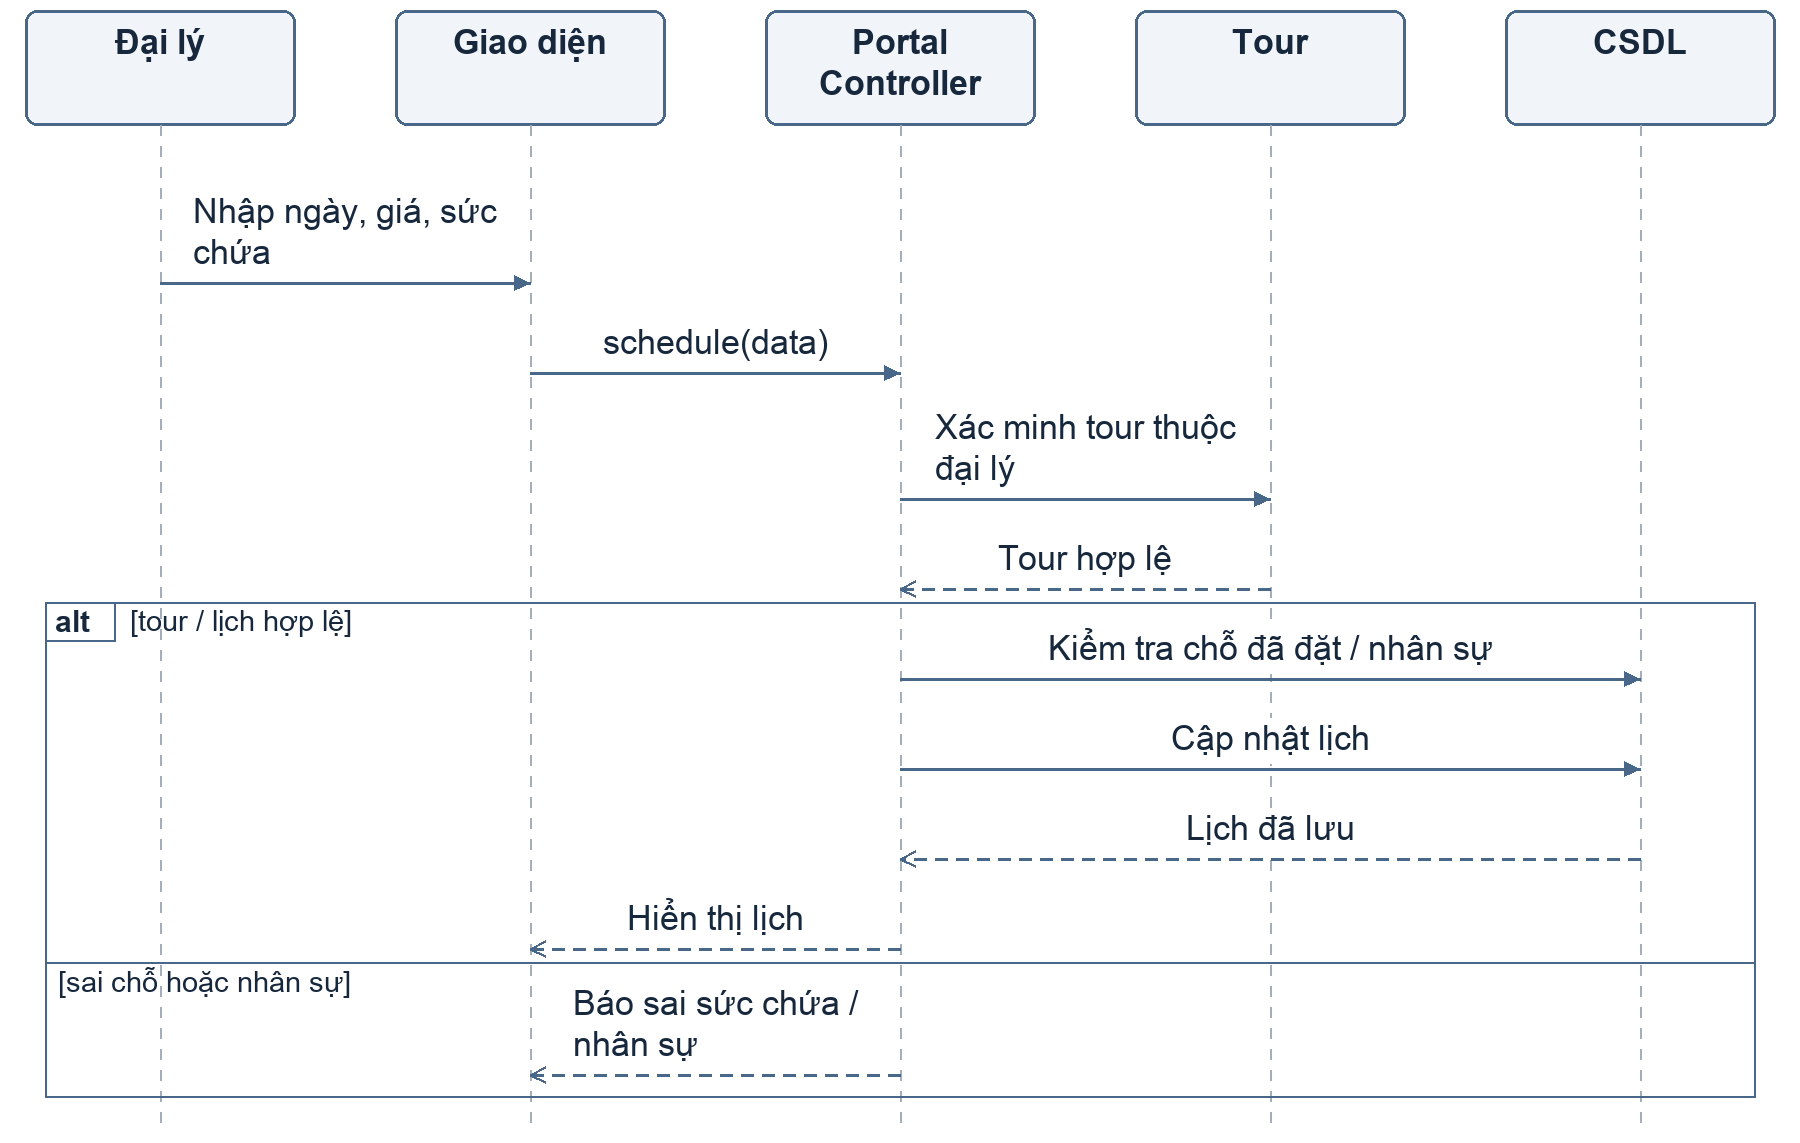 Đại lý
Giao diện
Portal
Controller
Tour
CSDL
Nhập ngày, giá, sức
chứa
schedule(data)
Xác minh tour thuộc
đại lý
Tour hợp lệ
alt
[tour / lịch hợp lệ]
Kiểm tra chỗ đã đặt / nhân sự
Cập nhật lịch
Lịch đã lưu
Hiển thị lịch
[sai chỗ hoặc nhân sự]
Báo sai sức chứa /
nhân sự